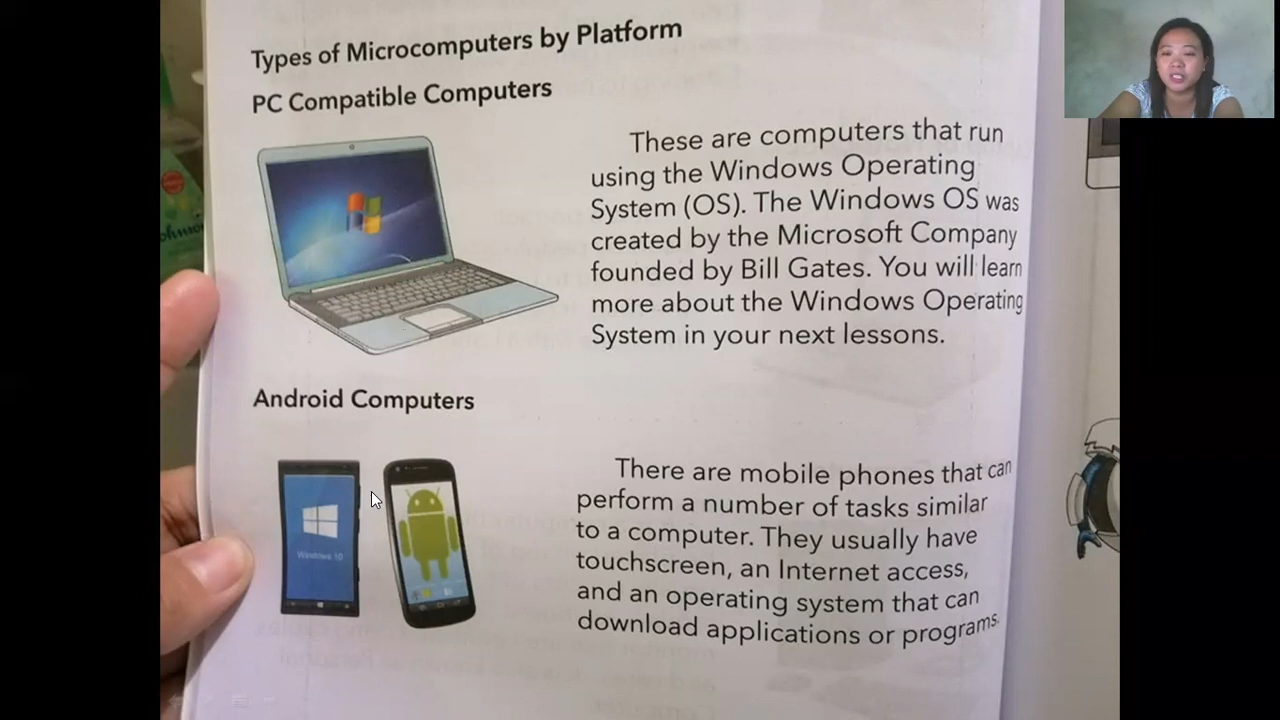 Types of Microcomputers by Platform
PC Compatible Computers
These are computers that run
using the Windows Operating
System (OS). The Windows OS was
created by the Microsoft Company
founded by Bill Gates. You will learn
more about the Windows Operating
System in your next lessons.
Android Computers
There are mobile phones that can
perform a number of tasks similar
to a computer. They usually have
touchscreen, an Internet access,
and an operating system that can
download applications or programs.
Windows 10